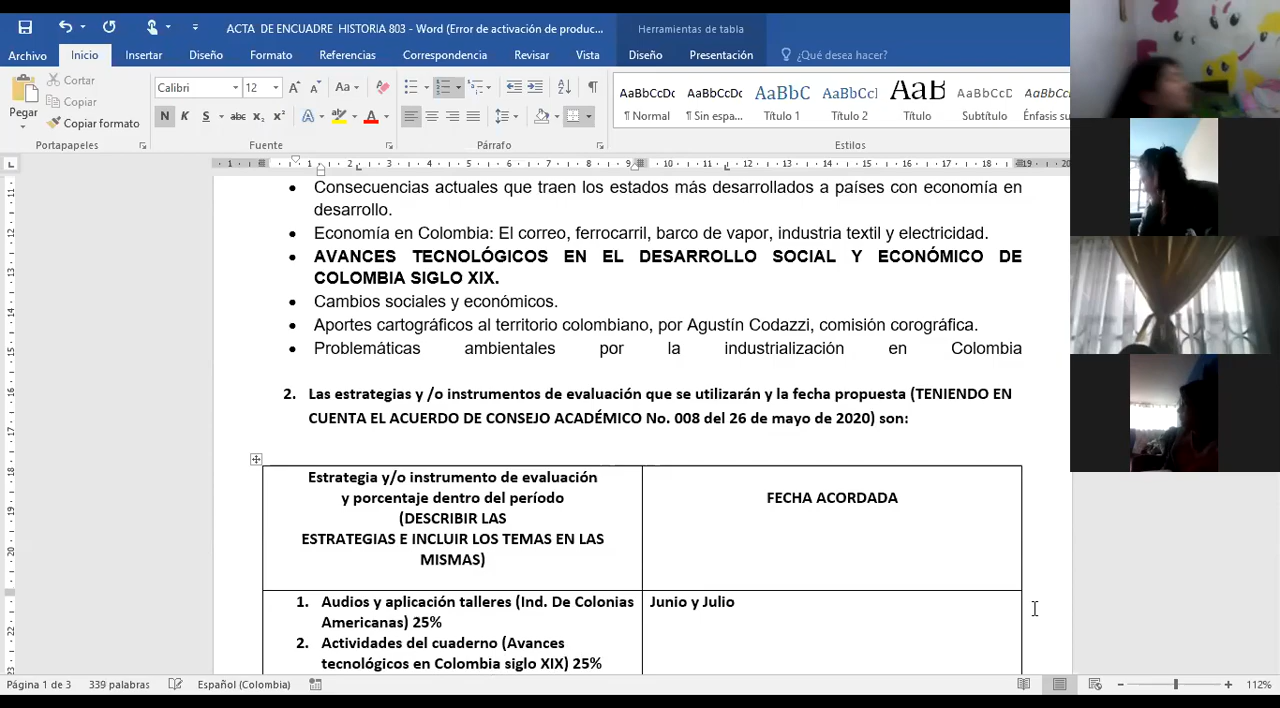 ACTA DE ENCUADRE HISTORIA 803 - Word (Error de activación de produc...
Herramientas de tabla
Archivo Inicio Insertar Diseño Formato Referencias Correspondencia Revisar Vista Diseño Presentación ¿Qué desea hacer?
Pegar
Cortar
Copiar
Copiar formato
Portapapeles
Calibri 12
N K S abc x₂ x²
Fuente
Párrafo
AaBbCcDc AaBbCcDc AaBbC AaBbCcI AaB AaBbCcD AaBbCcD
¶ Normal ¶ Sin espa... Título 1 Título 2 Título Subtítulo Énfasis su
Estilos
• Consecuencias actuales que traen los estados más desarrollados a países con economía en
desarrollo.
• Economía en Colombia: El correo, ferrocarril, barco de vapor, industria textil y electricidad.
• AVANCES TECNOLÓGICOS EN EL DESARROLLO SOCIAL Y ECONÓMICO DE
COLOMBIA SIGLO XIX.
• Cambios sociales y económicos.
• Aportes cartográficos al territorio colombiano, por Agustín Codazzi, comisión corográfica.
• Problemáticas ambientales por la industrialización en Colombia
2. Las estrategias y /o instrumentos de evaluación que se utilizarán y la fecha propuesta (TENIENDO EN
CUENTA EL ACUERDO DE CONSEJO ACADÉMICO No. 008 del 26 de mayo de 2020) son:
Estrategia y/o instrumento de evaluación
y porcentaje dentro del período
(DESCRIBIR LAS
ESTRATEGIAS E INCLUIR LOS TEMAS EN LAS
MISMAS)
FECHA ACORDADA
1. Audios y aplicación talleres (Ind. De Colonias
Americanas) 25%
2. Actividades del cuaderno (Avances
tecnológicos en Colombia siglo XIX) 25%
Junio y Julio
Página 1 de 3 339 palabras Español (Colombia) 112%